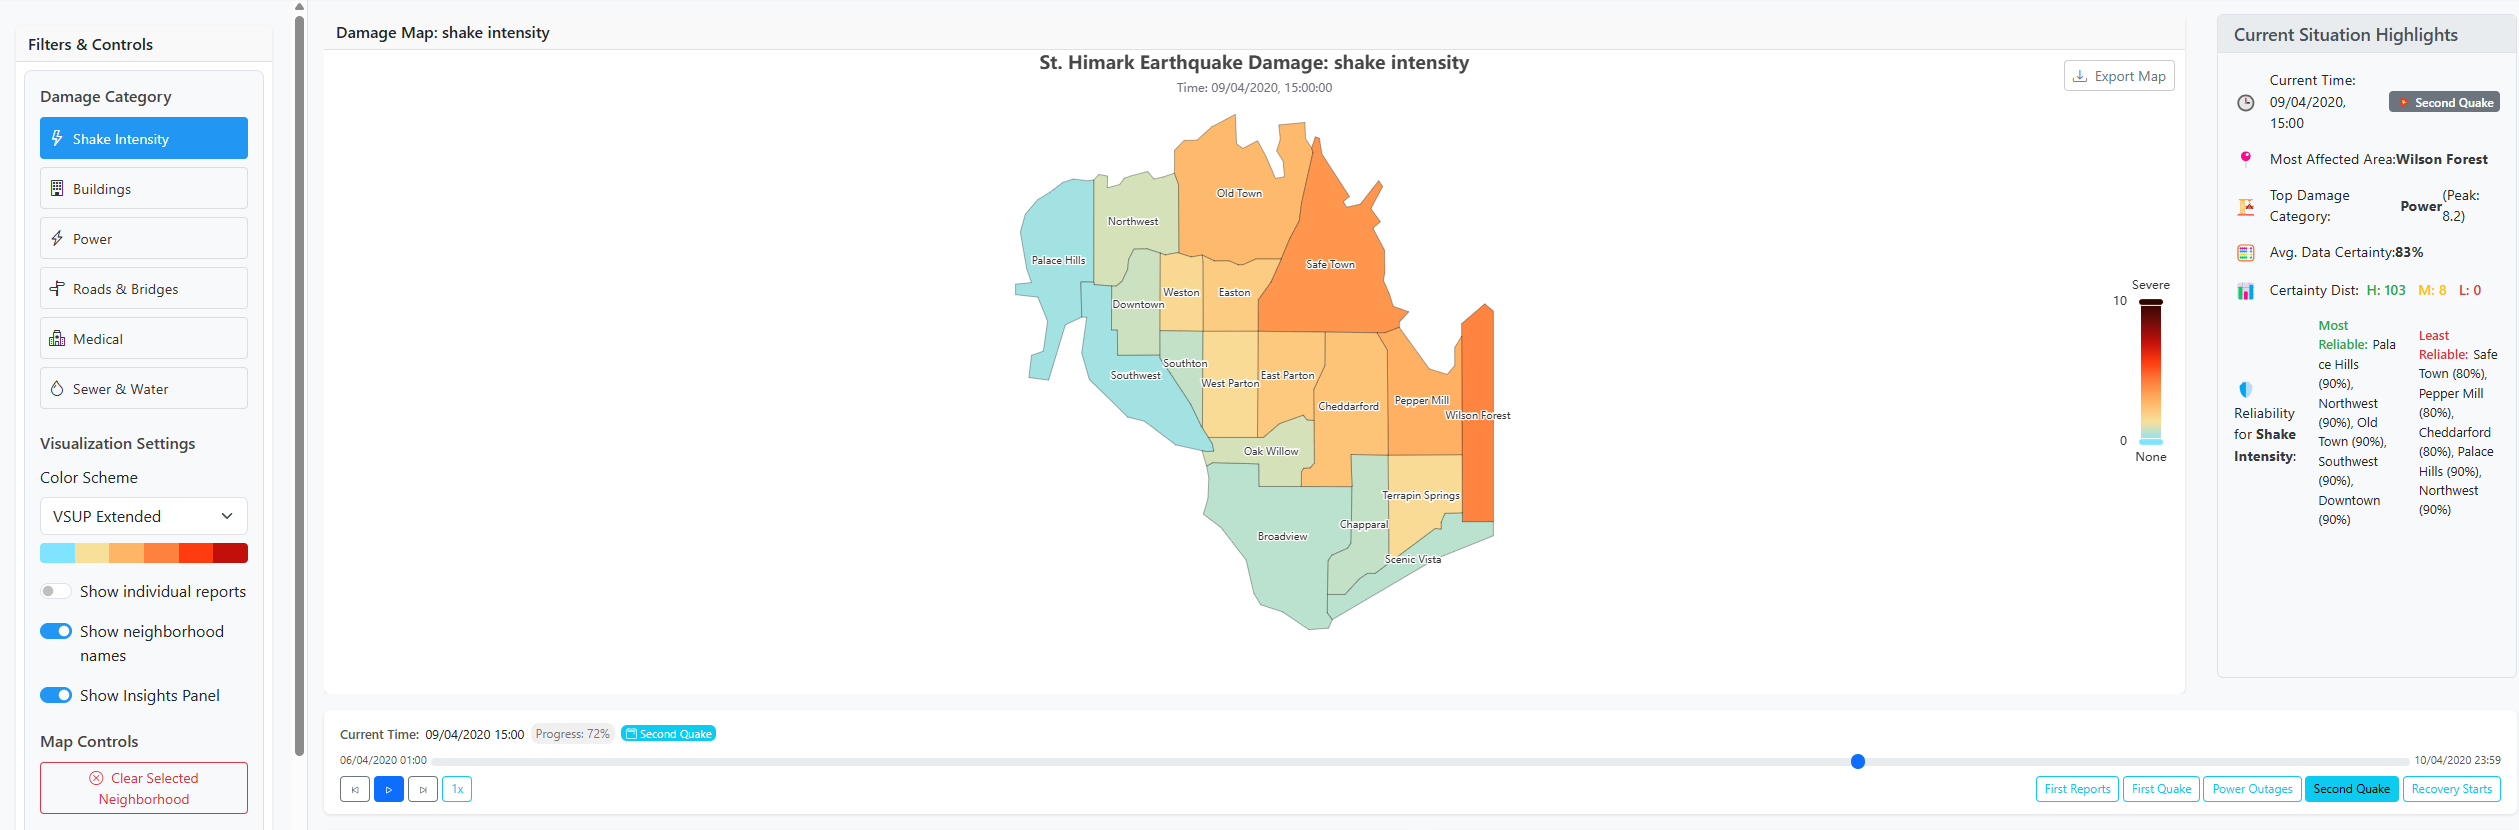 Filters & Controls
Damage Category
Shake Intensity
Buildings
Power
Roads & Bridges
Medical
Sewer & Water
Visualization Settings
Color Scheme
VSUP Extended
Show individual reports
Show neighborhood
names
Show Insights Panel
Map Controls
Clear Selected
Neighborhood
Damage Map: shake intensity
St. Himark Earthquake Damage: shake intensity
Time: 09/04/2020, 15:00:00
Export Map
Old Town
Northwest
Palace Hills
Safe Town
Weston
Easton
Downtown
Southton
Southwest
West Parton
East Parton
Cheddarford
Pepper Mill
Wilson Forest
Oak Willow
Terrapin Springs
Chapparal
Broadview
Scenic Vista
Severe
10
0
None
Current Situation Highlights
Current Time:
09/04/2020,
15:00
Second Quake
Most Affected Area:Wilson Forest
Top Damage
Category:
Power
(Peak:
8.2)
Avg. Data Certainty:83%
Certainty Dist: H: 103 M: 8 L: 0
Reliability
for Shake
Intensity:
Most
Reliable: Pala
ce Hills
(90%),
Northwest
(90%), Old
Town (90%),
Southwest
(90%),
Downtown
(90%)
Least
Reliable: Safe
Town (80%),
Pepper Mill
(80%),
Cheddarford
(80%), Palace
Hills (90%),
Northwest
(90%)
Current Time: 09/04/2020 15:00 Progress: 72% Second Quake
06/04/2020 01:00
10/04/2020 23:59
1x
First Reports
First Quake
Power Outages
Second Quake
Recovery Starts